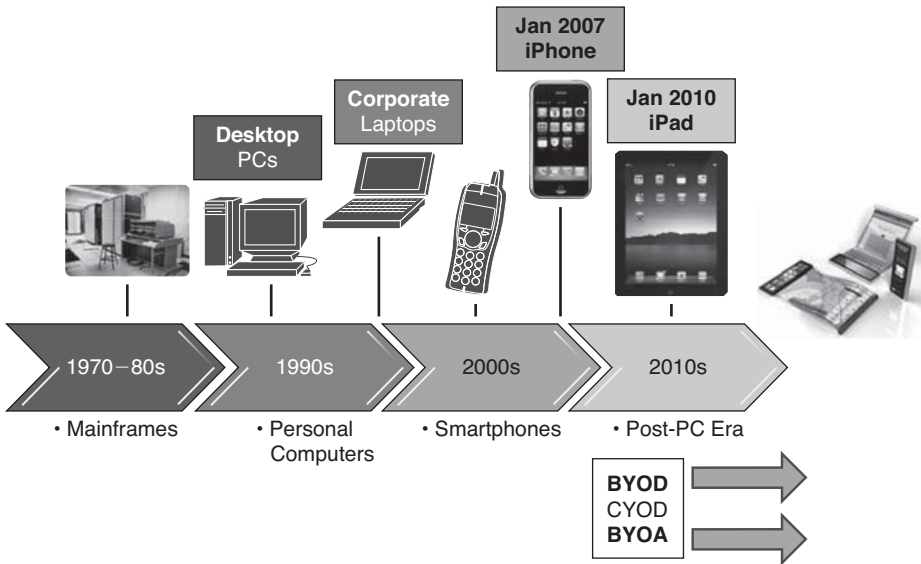 Jan 2007
iPhone
Corporate
Laptops
Jan 2010
iPad
Desktop
PCs
1970–80s
1990s
2000s
2010s
• Mainframes
• Personal
Computers
• Smartphones
• Post-PC Era
BYOD
CYOD
BYOA